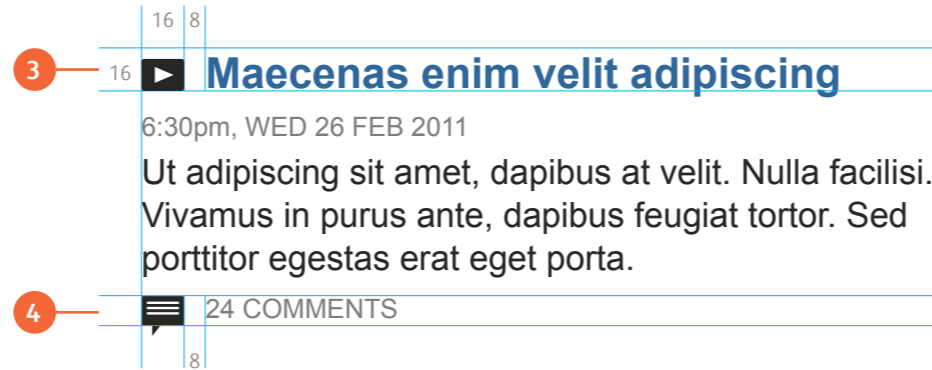 16 8
3 16 Maecenas enim velit adipiscing
6:30pm, WED 26 FEB 2011
Ut adipiscing sit amet, dapibus at velit. Nulla facilisi.
Vivamus in purus ante, dapibus feugiat tortor. Sed
porttitor egestas erat eget porta.
4 24 COMMENTS
8